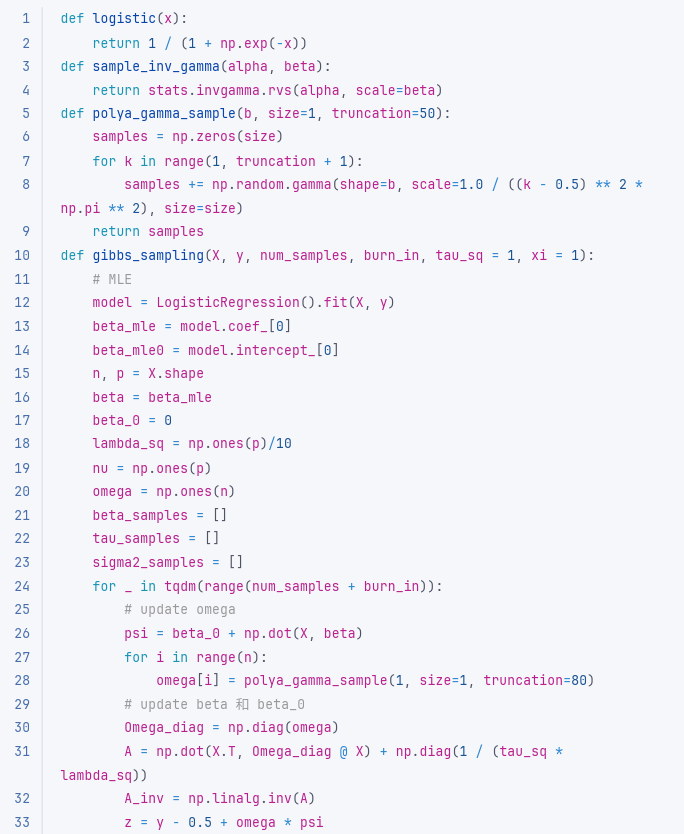 1 def logistic(x):
2 return 1 / (1 + np.exp(-x))
3 def sample_inv_gamma(alpha, beta):
4 return stats.invgamma.rvs(alpha, scale=beta)
5 def polya_gamma_sample(b, size=1, truncation=50):
6 samples = np.zeros(size)
7 for k in range(1, truncation + 1):
8 samples += np.random.gamma(shape=b, scale=1.0 / ((k - 0.5) ** 2 *
np.pi ** 2), size=size)
9 return samples
10 def gibbs_sampling(X, y, num_samples, burn_in, tau_sq = 1, xi = 1):
11 # MLE
12 model = LogisticRegression().fit(X, y)
13 beta_mle = model.coef_[0]
14 beta_mle0 = model.intercept_[0]
15 n, p = X.shape
16 beta = beta_mle
17 beta_0 = 0
18 lambda_sq = np.ones(p)/10
19 nu = np.ones(p)
20 omega = np.ones(n)
21 beta_samples = []
22 tau_samples = []
23 sigma2_samples = []
24 for _ in tqdm(range(num_samples + burn_in)):
25 # update omega
26 psi = beta_0 + np.dot(X, beta)
27 for i in range(n):
28 omega[i] = polya_gamma_sample(1, size=1, truncation=80)
29 # update beta 和 beta_0
30 Omega_diag = np.diag(omega)
31 A = np.dot(X.T, Omega_diag @ X) + np.diag(1 / (tau_sq *
lambda_sq))
32 A_inv = np.linalg.inv(A)
33 z = y - 0.5 + omega * psi